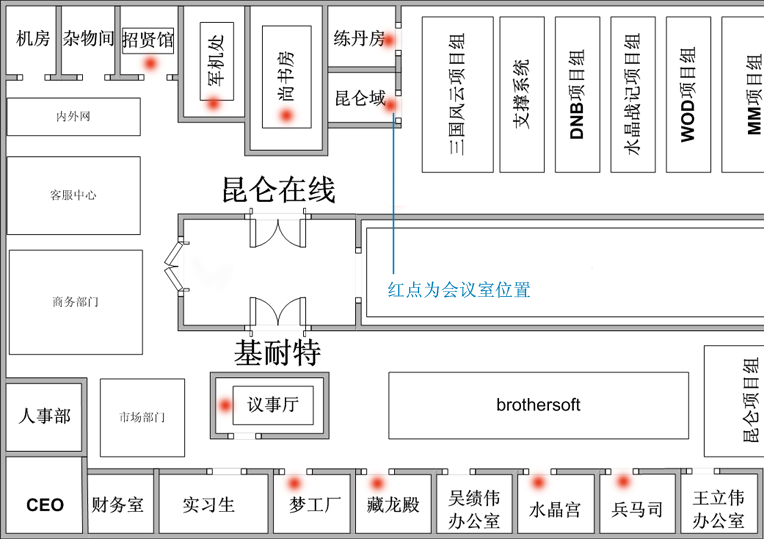 机房
杂物间
招贤馆
军机处
尚书房
练丹房
昆仑域
三国风云项目组
支撑系统
DNB项目组
水晶战记项目组
WOD项目组
MM项目组
内外网
客服中心
商务部门
昆仑在线
红点为会议室位置
基耐特
人事部
市场部门
议事厅
brothersoft
昆仑项目组
CEO
财务室
实习生
梦工厂
藏龙殿
吴绩伟
办公室
水晶宫
兵马司
王立伟
办公室